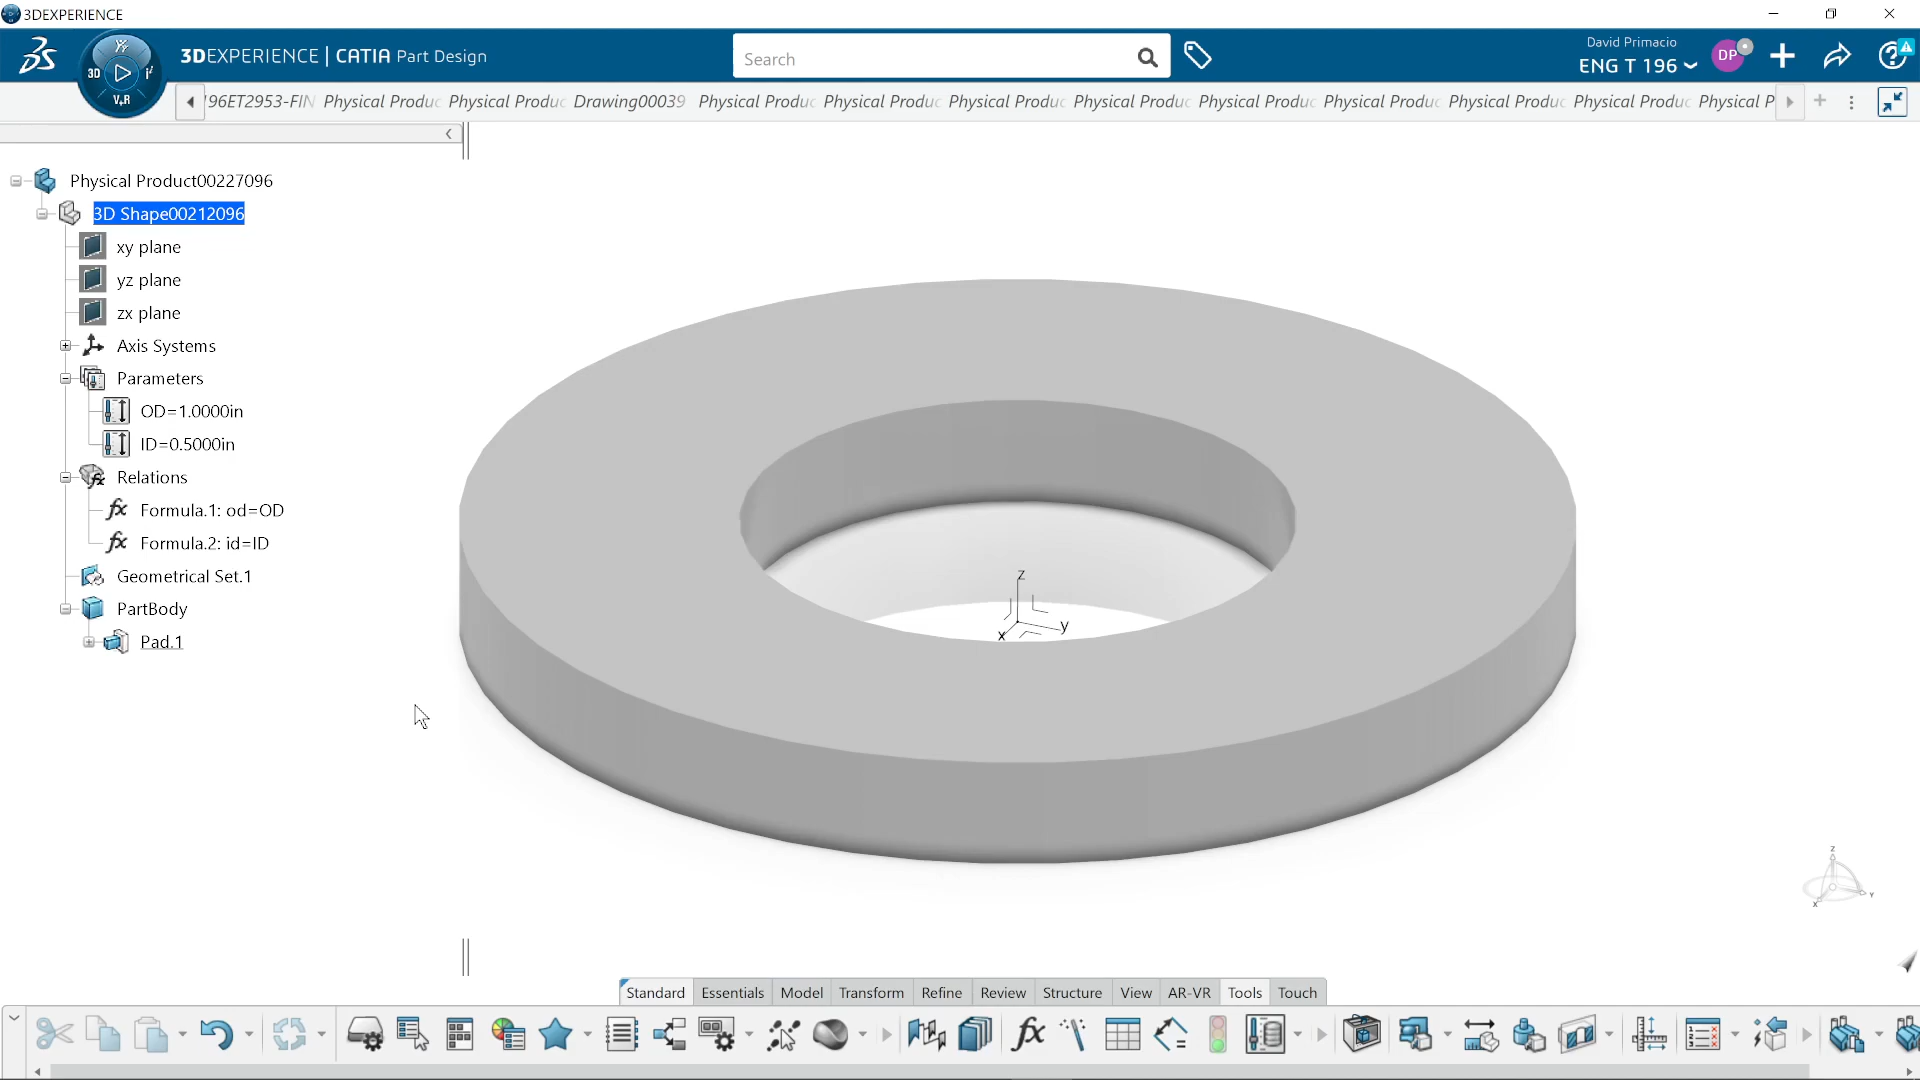 3DEXPERIENCE
3DEXPERIENCE | CATIA Part Design
Search
David Primacio
ENG T 196
DP
3D
V,R
196ET2953-FIN
Physical Produc
Physical Produc
Drawing00039
Physical Produc
Physical Produc
Physical Produc
Physical Produc
Physical Produc
Physical Produc
Physical Produc
Physical Produc
Physical P
Physical Product00227096
3D Shape00212096
xy plane
yz plane
zx plane
Axis Systems
Parameters
OD=1.0000in
ID=0.5000in
Relations
Formula.1: od=OD
Formula.2: id=ID
Geometrical Set.1
PartBody
Pad.1
z
y
x
z
Y
X
Standard
Essentials
Model
Transform
Refine
Review
Structure
View
AR-VR
Tools
Touch
fx